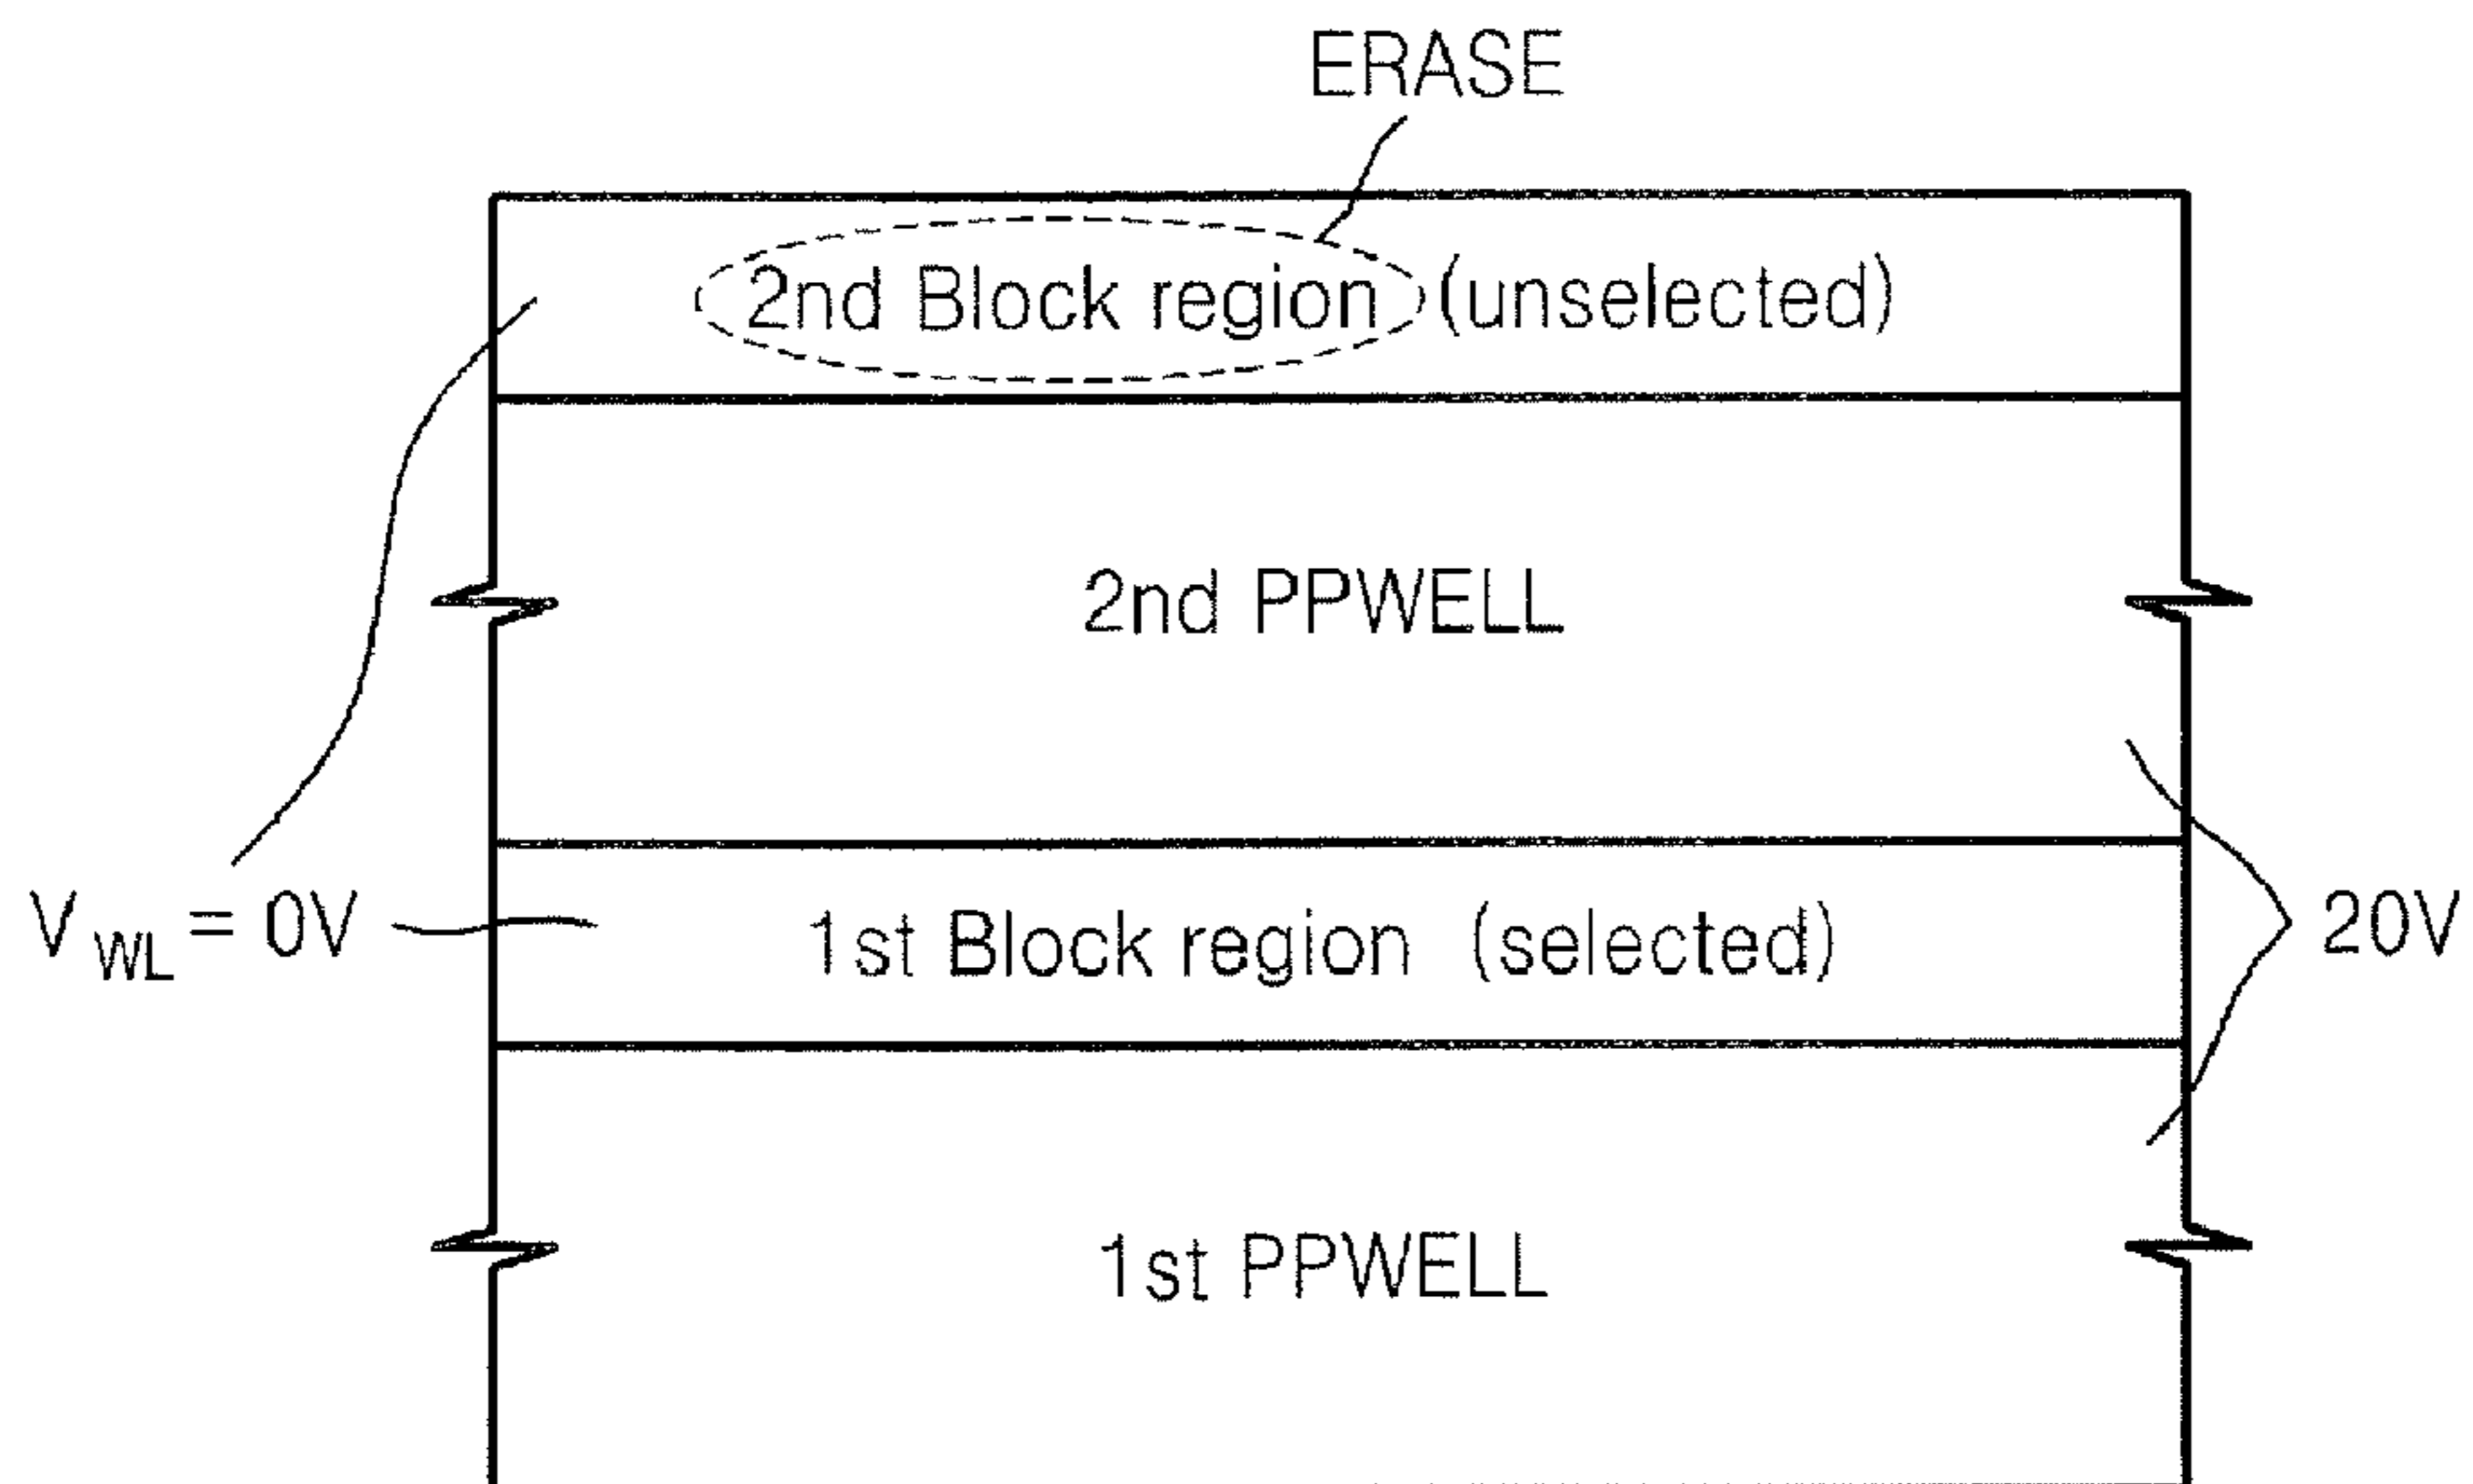 ERASE
2nd Block region (unselected)
2nd PPWELL
V WL = 0V
1st Block region (selected)
20V
1st PPWELL